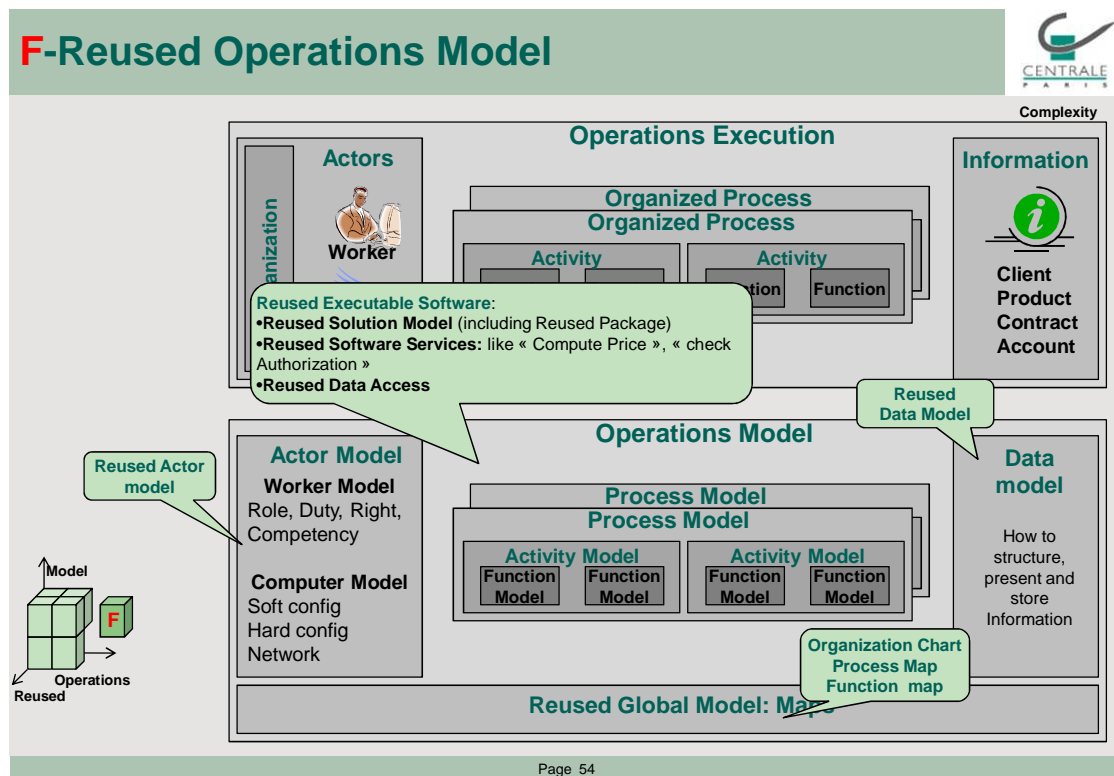 F-Reused Operations Model
CENTRALE
PARIS
Complexity
Operations Execution
Actors
Worker
Organized Process
Organized Process
Activity
Activity
Function
Information
Client
Product
Contract
Account
Reused Executable Software:
•Reused Solution Model (including Reused Package)
•Reused Software Services: like « Compute Price », « check
Authorization »
•Reused Data Access
Reused
Data Model
Operations Model
Reused Actor
model
Actor Model
Worker Model
Role, Duty, Right,
Competency
Computer Model
Soft config
Hard config
Network
Process Model
Process Model
Activity Model
Function
Model
Function
Model
Activity Model
Function
Model
Function
Model
Data
model
How to
structure,
present and
store
Information
Organization Chart
Process Map
Function map
Reused Global Model: Maps
Model
F
Operations
Reused
Page 54